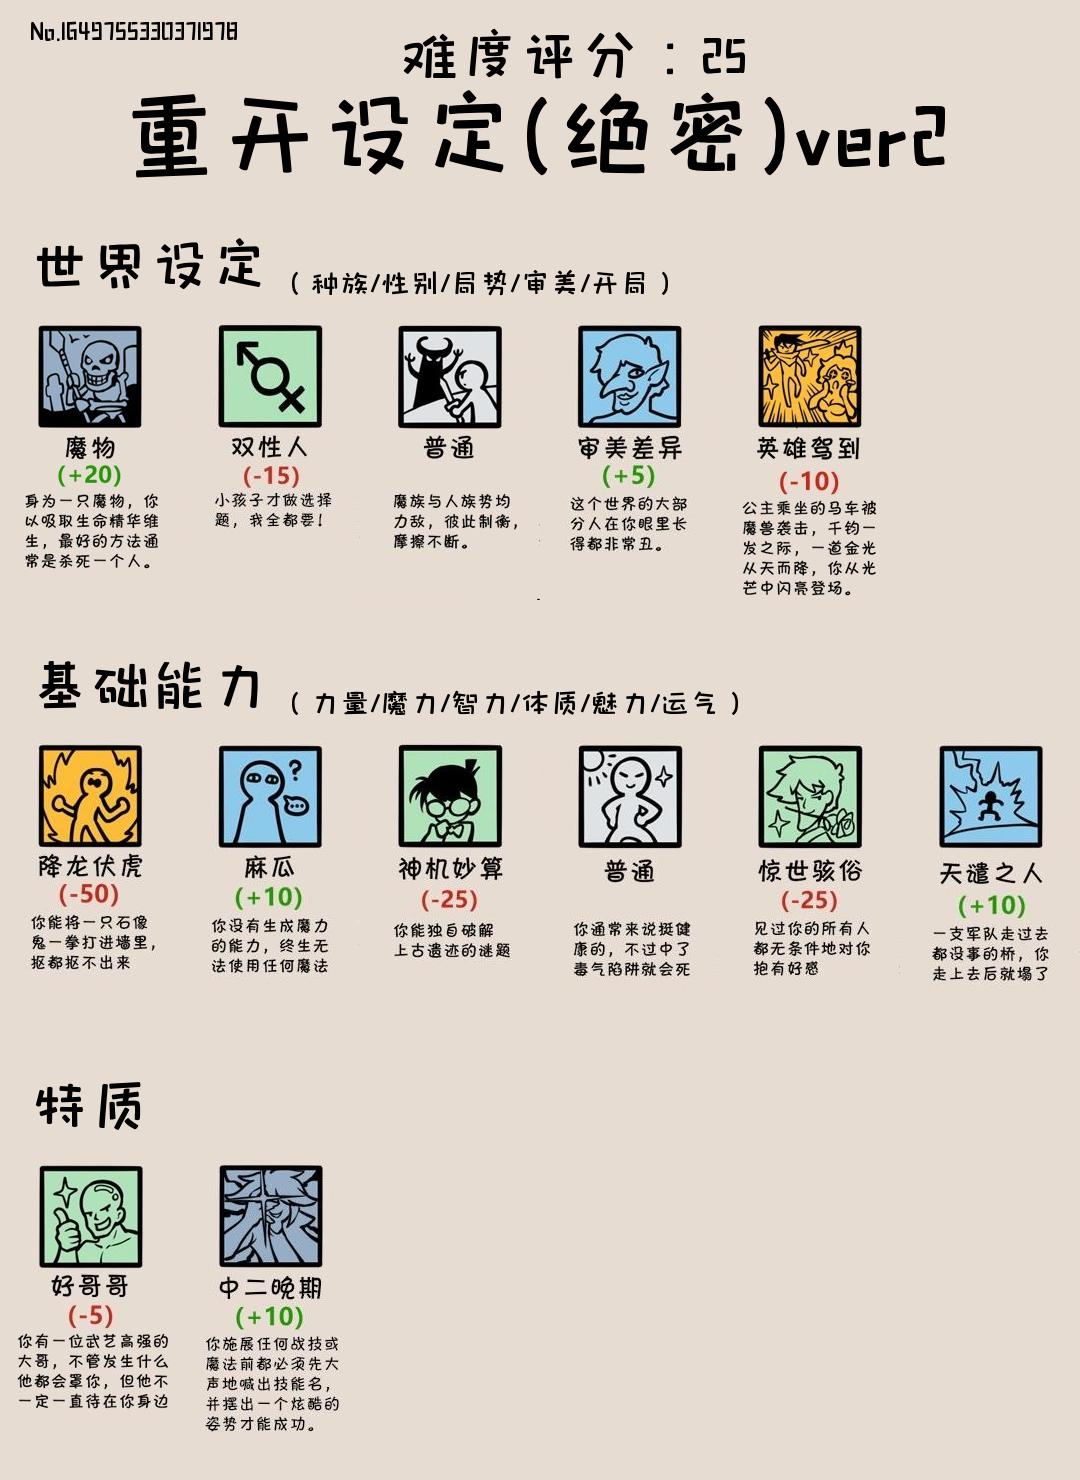 No.1649755330371978
难度评分：25
重开设定(绝密)ver2
世界设定（种族/性别/局势/审美/开局）
魔物
(+20)
身为一只魔物，你
以吸取生命精华维
生，最好的方法通
常是杀死一个人。
双性人
(-15)
小孩子才做选择
题，我全都要！
普通
魔族与人族势均
力敌，彼此制衡，
摩擦不断。
审美差异
(+5)
这个世界的大部
分人在你眼里长
得都非常丑。
英雄驾到
(-10)
公主乘坐的马车被
魔兽袭击，千钧一
发之际，一道金光
从天而降，你从光
芒中闪亮登场。
基础能力（力量/魔力/智力/体质/魅力/运气）
降龙伏虎
(-50)
你能将一只石像
鬼一拳打进墙里，
抠都抠不出来
麻瓜
(+10)
你没有生成魔力
的能力，终生无
法使用任何魔法
神机妙算
(-25)
你能独自破解
上古遗迹的谜题
普通
你通常来说挺健
康的，不过中了
毒气陷阱就会死
惊世骇俗
(-25)
见过你的所有人
都无条件地对你
抱有好感
天谴之人
(+10)
一支军队走过去
都没事的桥，你
走上去后就塌了
特质
好哥哥
(-5)
你有一位武艺高强的
大哥，不管发生什么
他都会罩你，但他不
一定一直待在你身边
中二晚期
(+10)
你施展任何战技或
魔法前都必须先大
声地喊出技能名，
并摆出一个炫酷的
姿势才能成功。